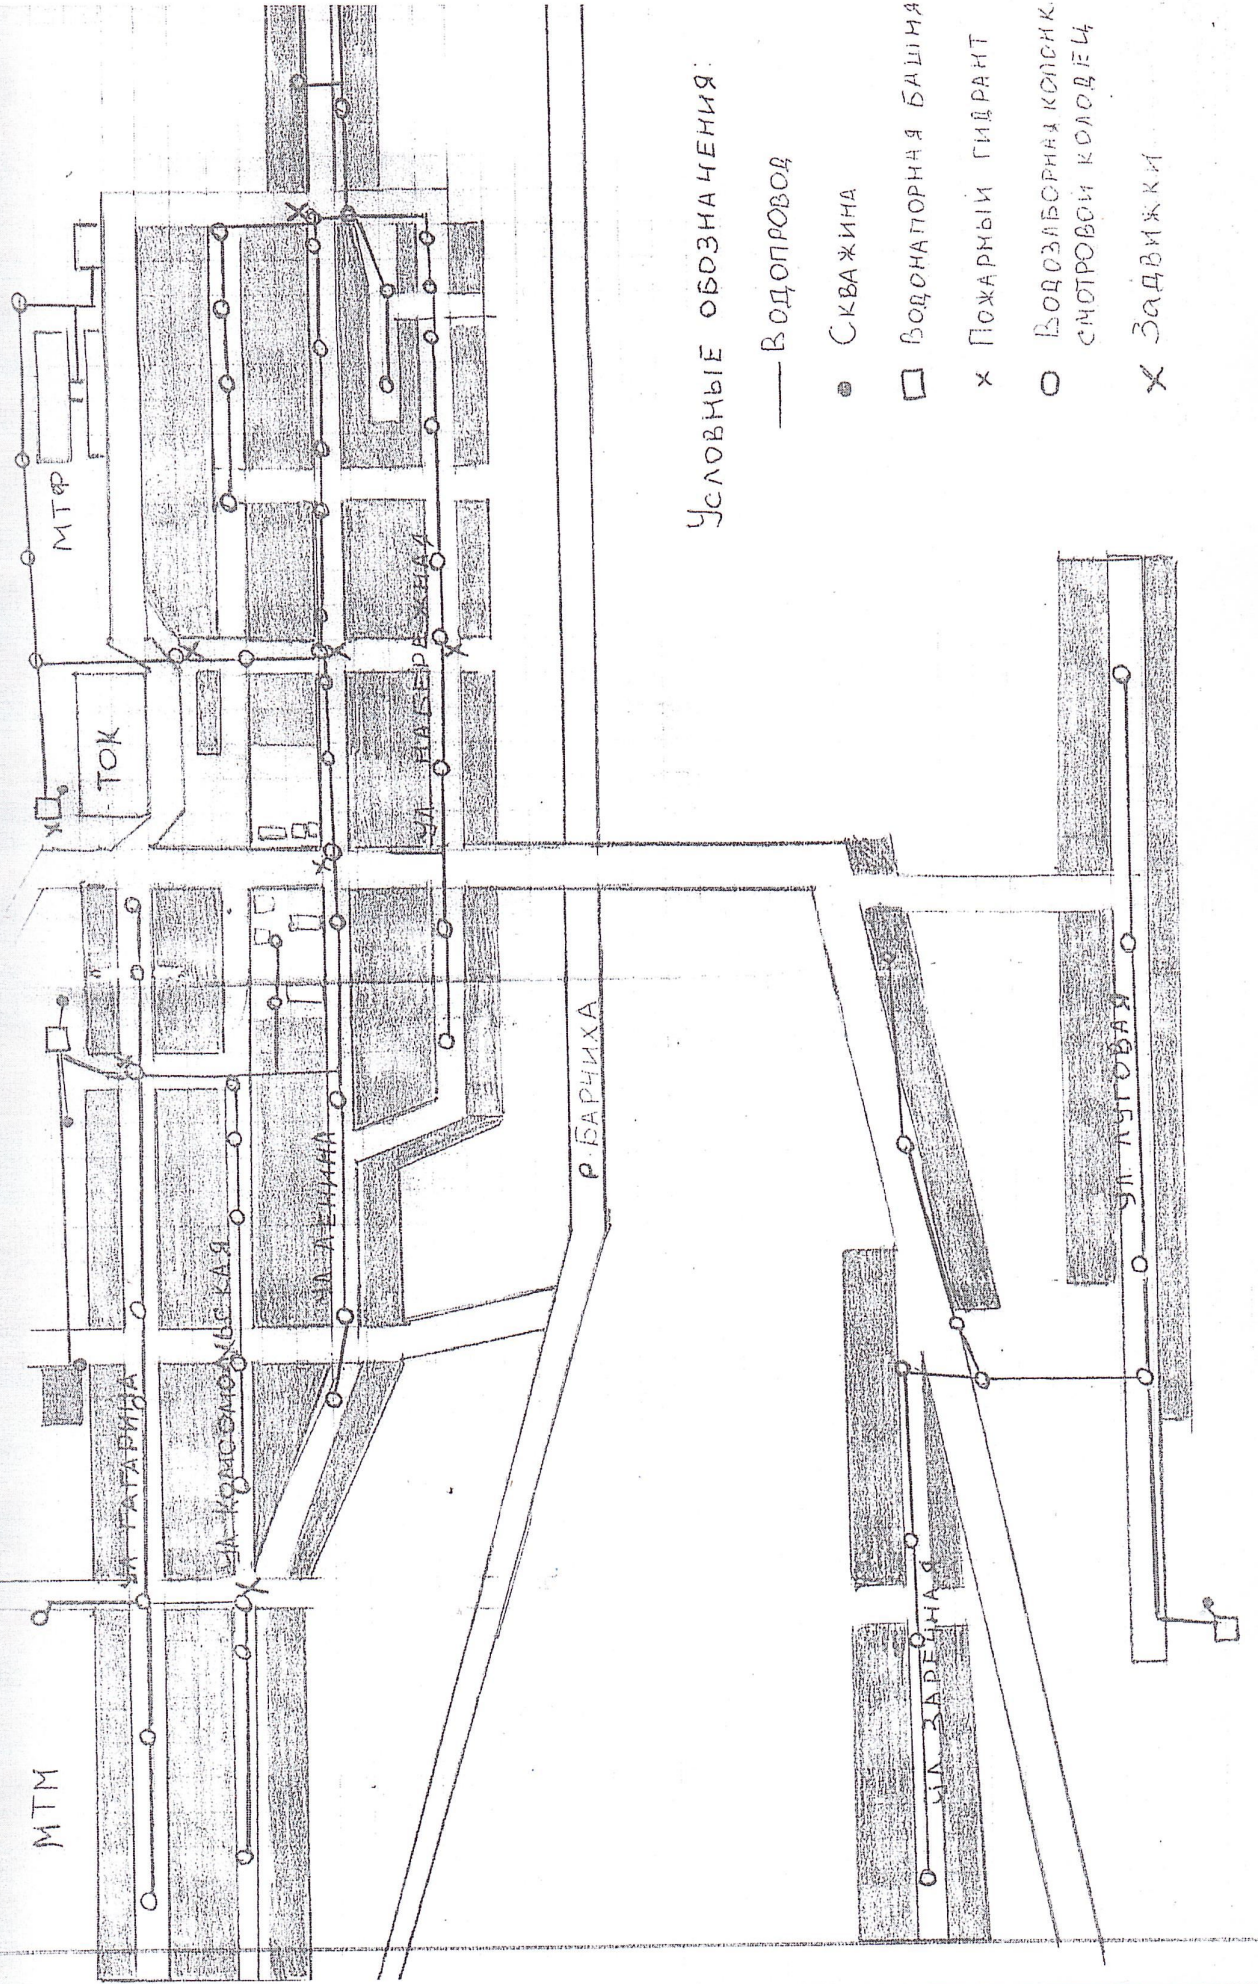 МТМ
МТФ
ТОК
УЛ ГАГАРИНА
УЛ КОМСОМОЛЬСКАЯ
УЛ ЛЕНИНА
УЛ НАБЕРЕЖНАЯ
Р. БАРЧИХА
УЛ ЗАРЕЧНАЯ
УЛ. ЛУГОВАЯ
УСЛОВНЫЕ ОБОЗНАЧЕНИЯ:
ВОДОПРОВОД
СКВАЖИНА
ВОДОНАПОРНАЯ БАШНЯ
ПОЖАРНЫЙ ГИДРАНТ
ВОДОЗАБОРНАЯ КОЛОНК
СМОТРОВОЙ КОЛОДЕЦ
ЗАДВИЖКИ